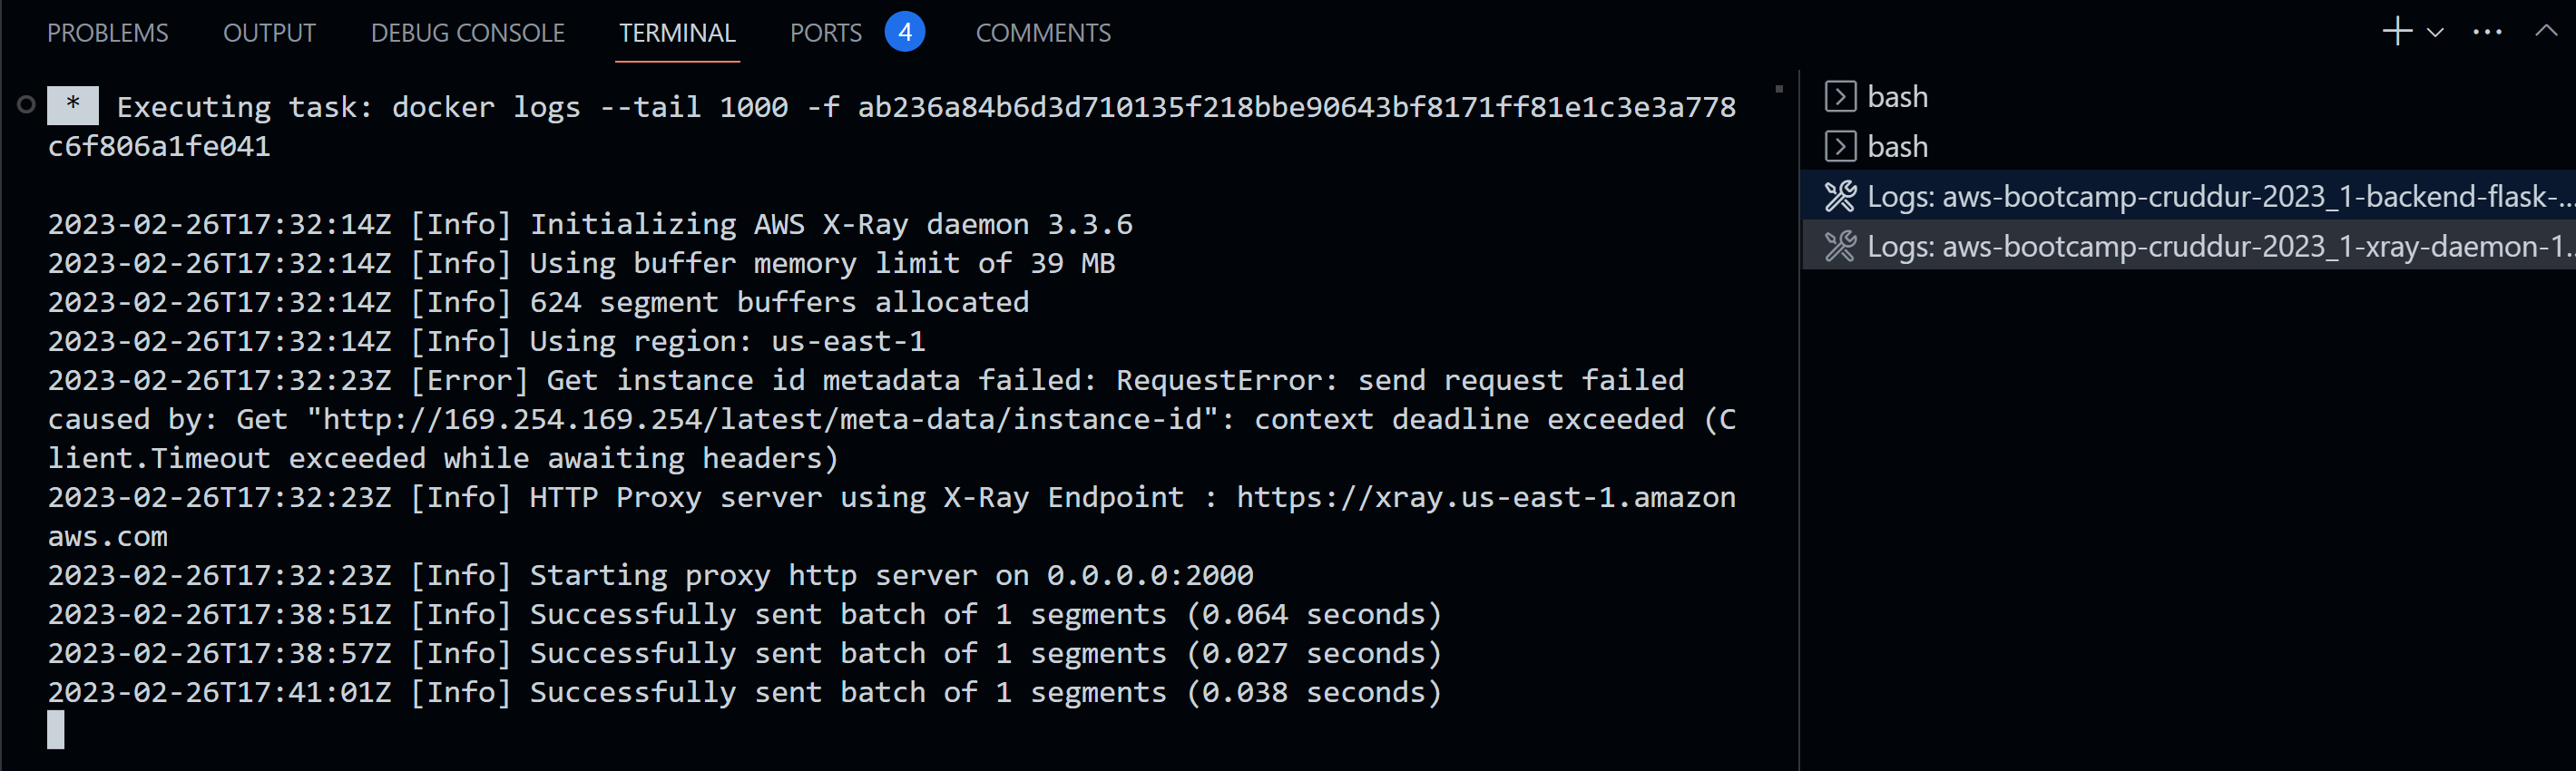 PROBLEMS OUTPUT DEBUG CONSOLE TERMINAL PORTS 4 COMMENTS
* Executing task: docker logs --tail 1000 -f ab236a84b6d3d710135f218bbe90643bf8171ff81e1c3e3a778
c6f806a1fe041
2023-02-26T17:32:14Z [Info] Initializing AWS X-Ray daemon 3.3.6
2023-02-26T17:32:14Z [Info] Using buffer memory limit of 39 MB
2023-02-26T17:32:14Z [Info] 624 segment buffers allocated
2023-02-26T17:32:14Z [Info] Using region: us-east-1
2023-02-26T17:32:23Z [Error] Get instance id metadata failed: RequestError: send request failed
caused by: Get "http://169.254.169.254/latest/meta-data/instance-id": context deadline exceeded (C
lient.Timeout exceeded while awaiting headers)
2023-02-26T17:32:23Z [Info] HTTP Proxy server using X-Ray Endpoint : https://xray.us-east-1.amazon
aws.com
2023-02-26T17:32:23Z [Info] Starting proxy http server on 0.0.0.0:2000
2023-02-26T17:38:51Z [Info] Successfully sent batch of 1 segments (0.064 seconds)
2023-02-26T17:38:57Z [Info] Successfully sent batch of 1 segments (0.027 seconds)
2023-02-26T17:41:01Z [Info] Successfully sent batch of 1 segments (0.038 seconds)
bash
bash
Logs: aws-bootcamp-cruddur-2023_1-backend-flask-...
Logs: aws-bootcamp-cruddur-2023_1-xray-daemon-1...